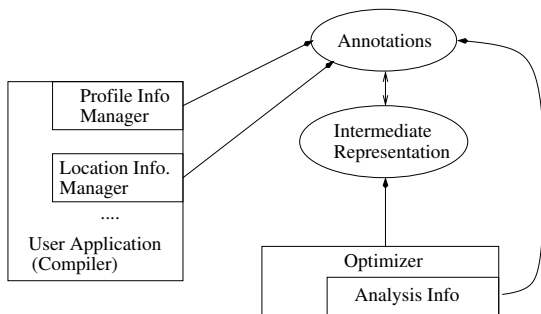 Annotations
Profile Info
Manager
Intermediate
Representation
Location Info.
Manager
....
User Application
(Compiler)
Optimizer
Analysis Info